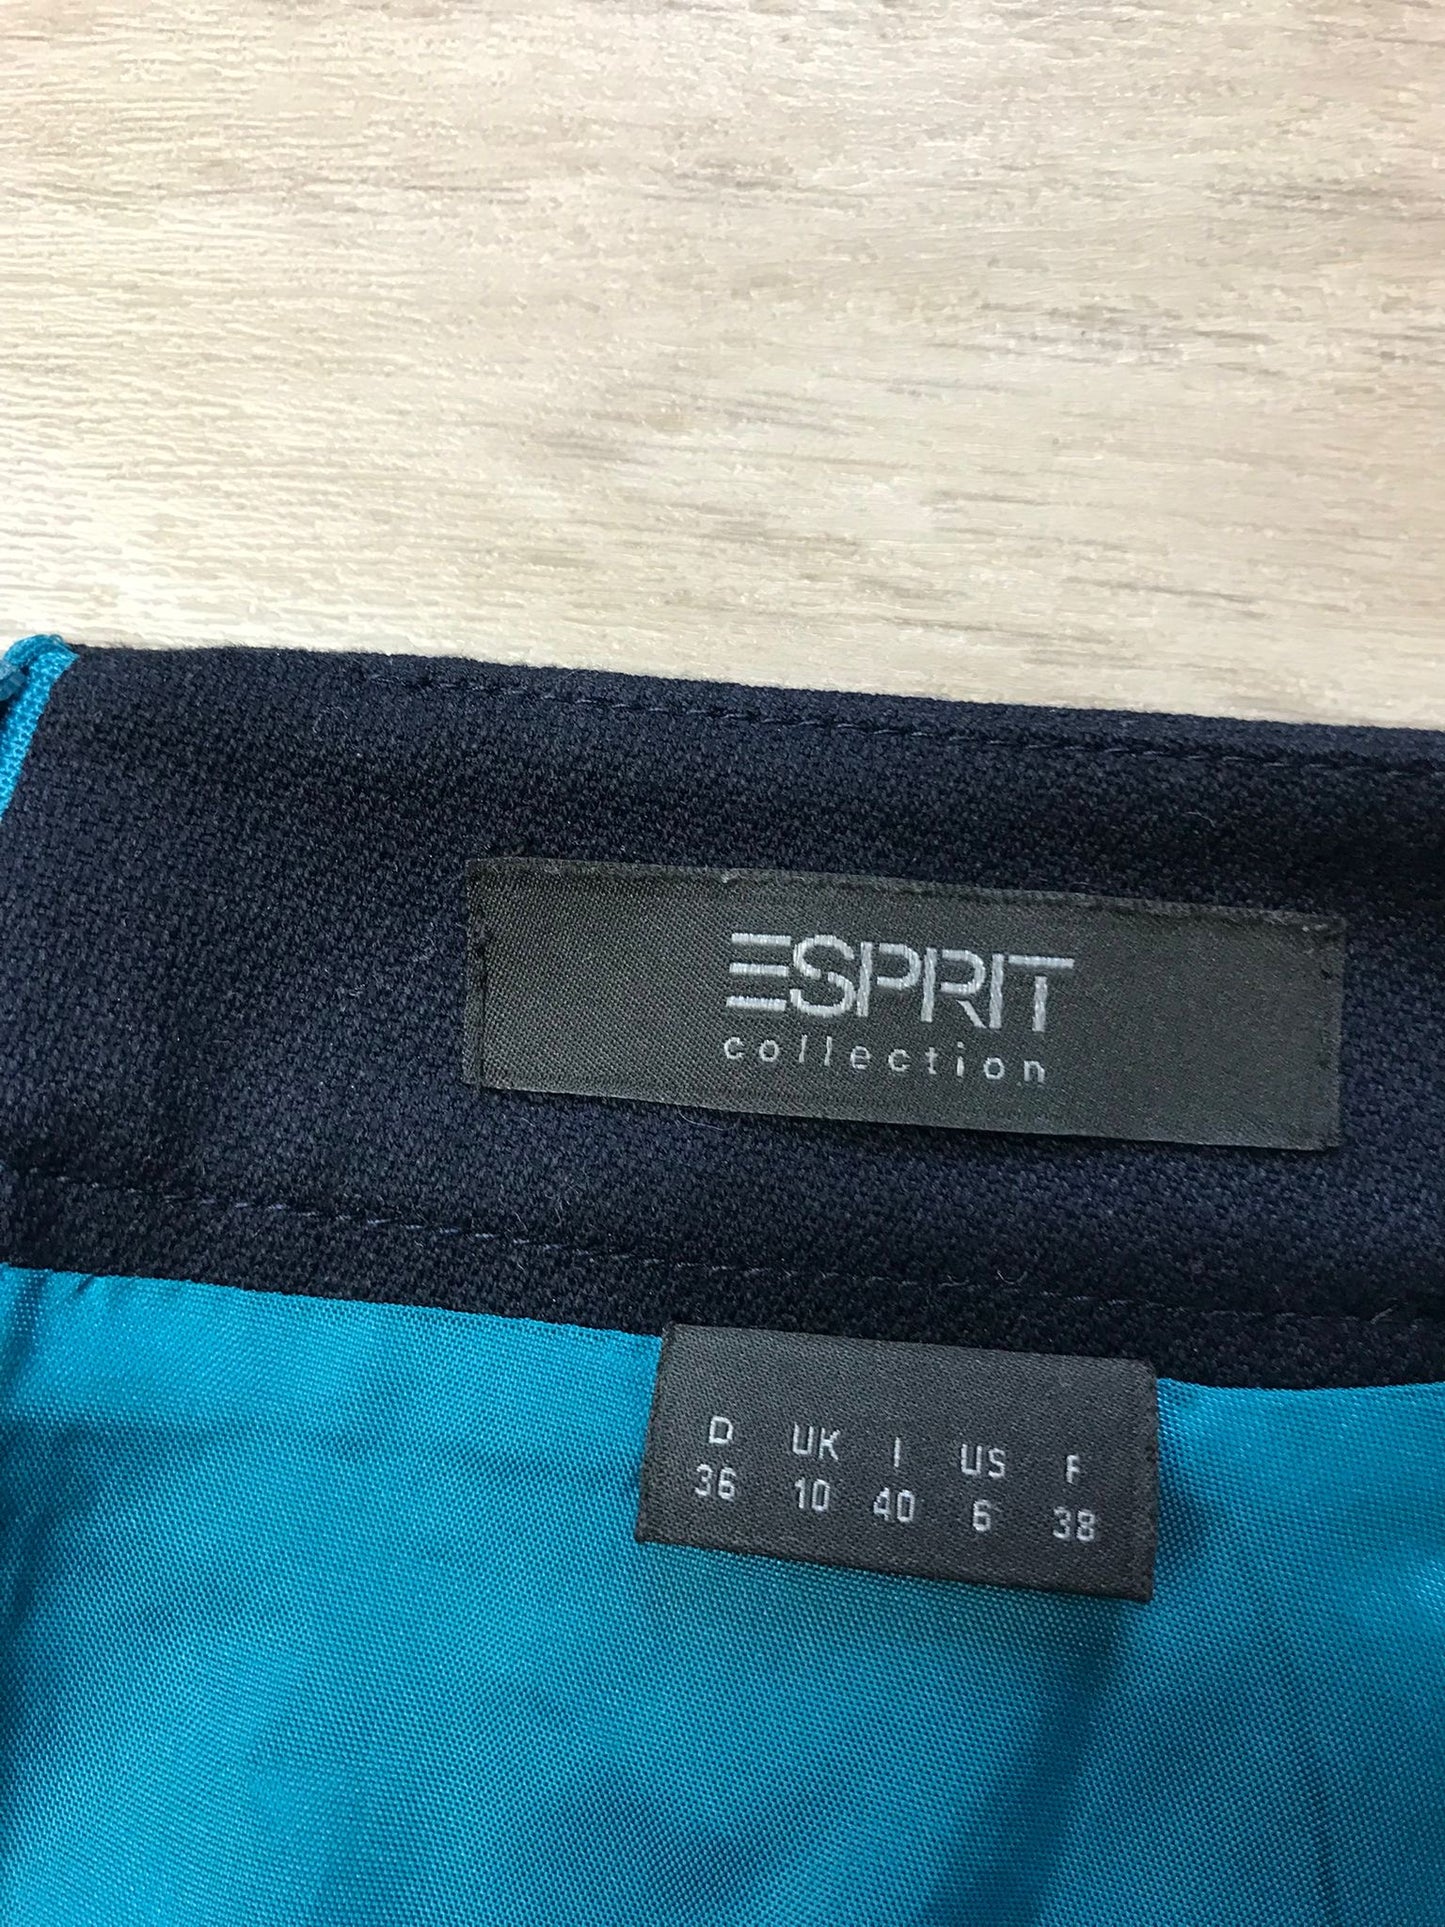 ESPRIT
collection
D UK I US F
36 10 40 6 38